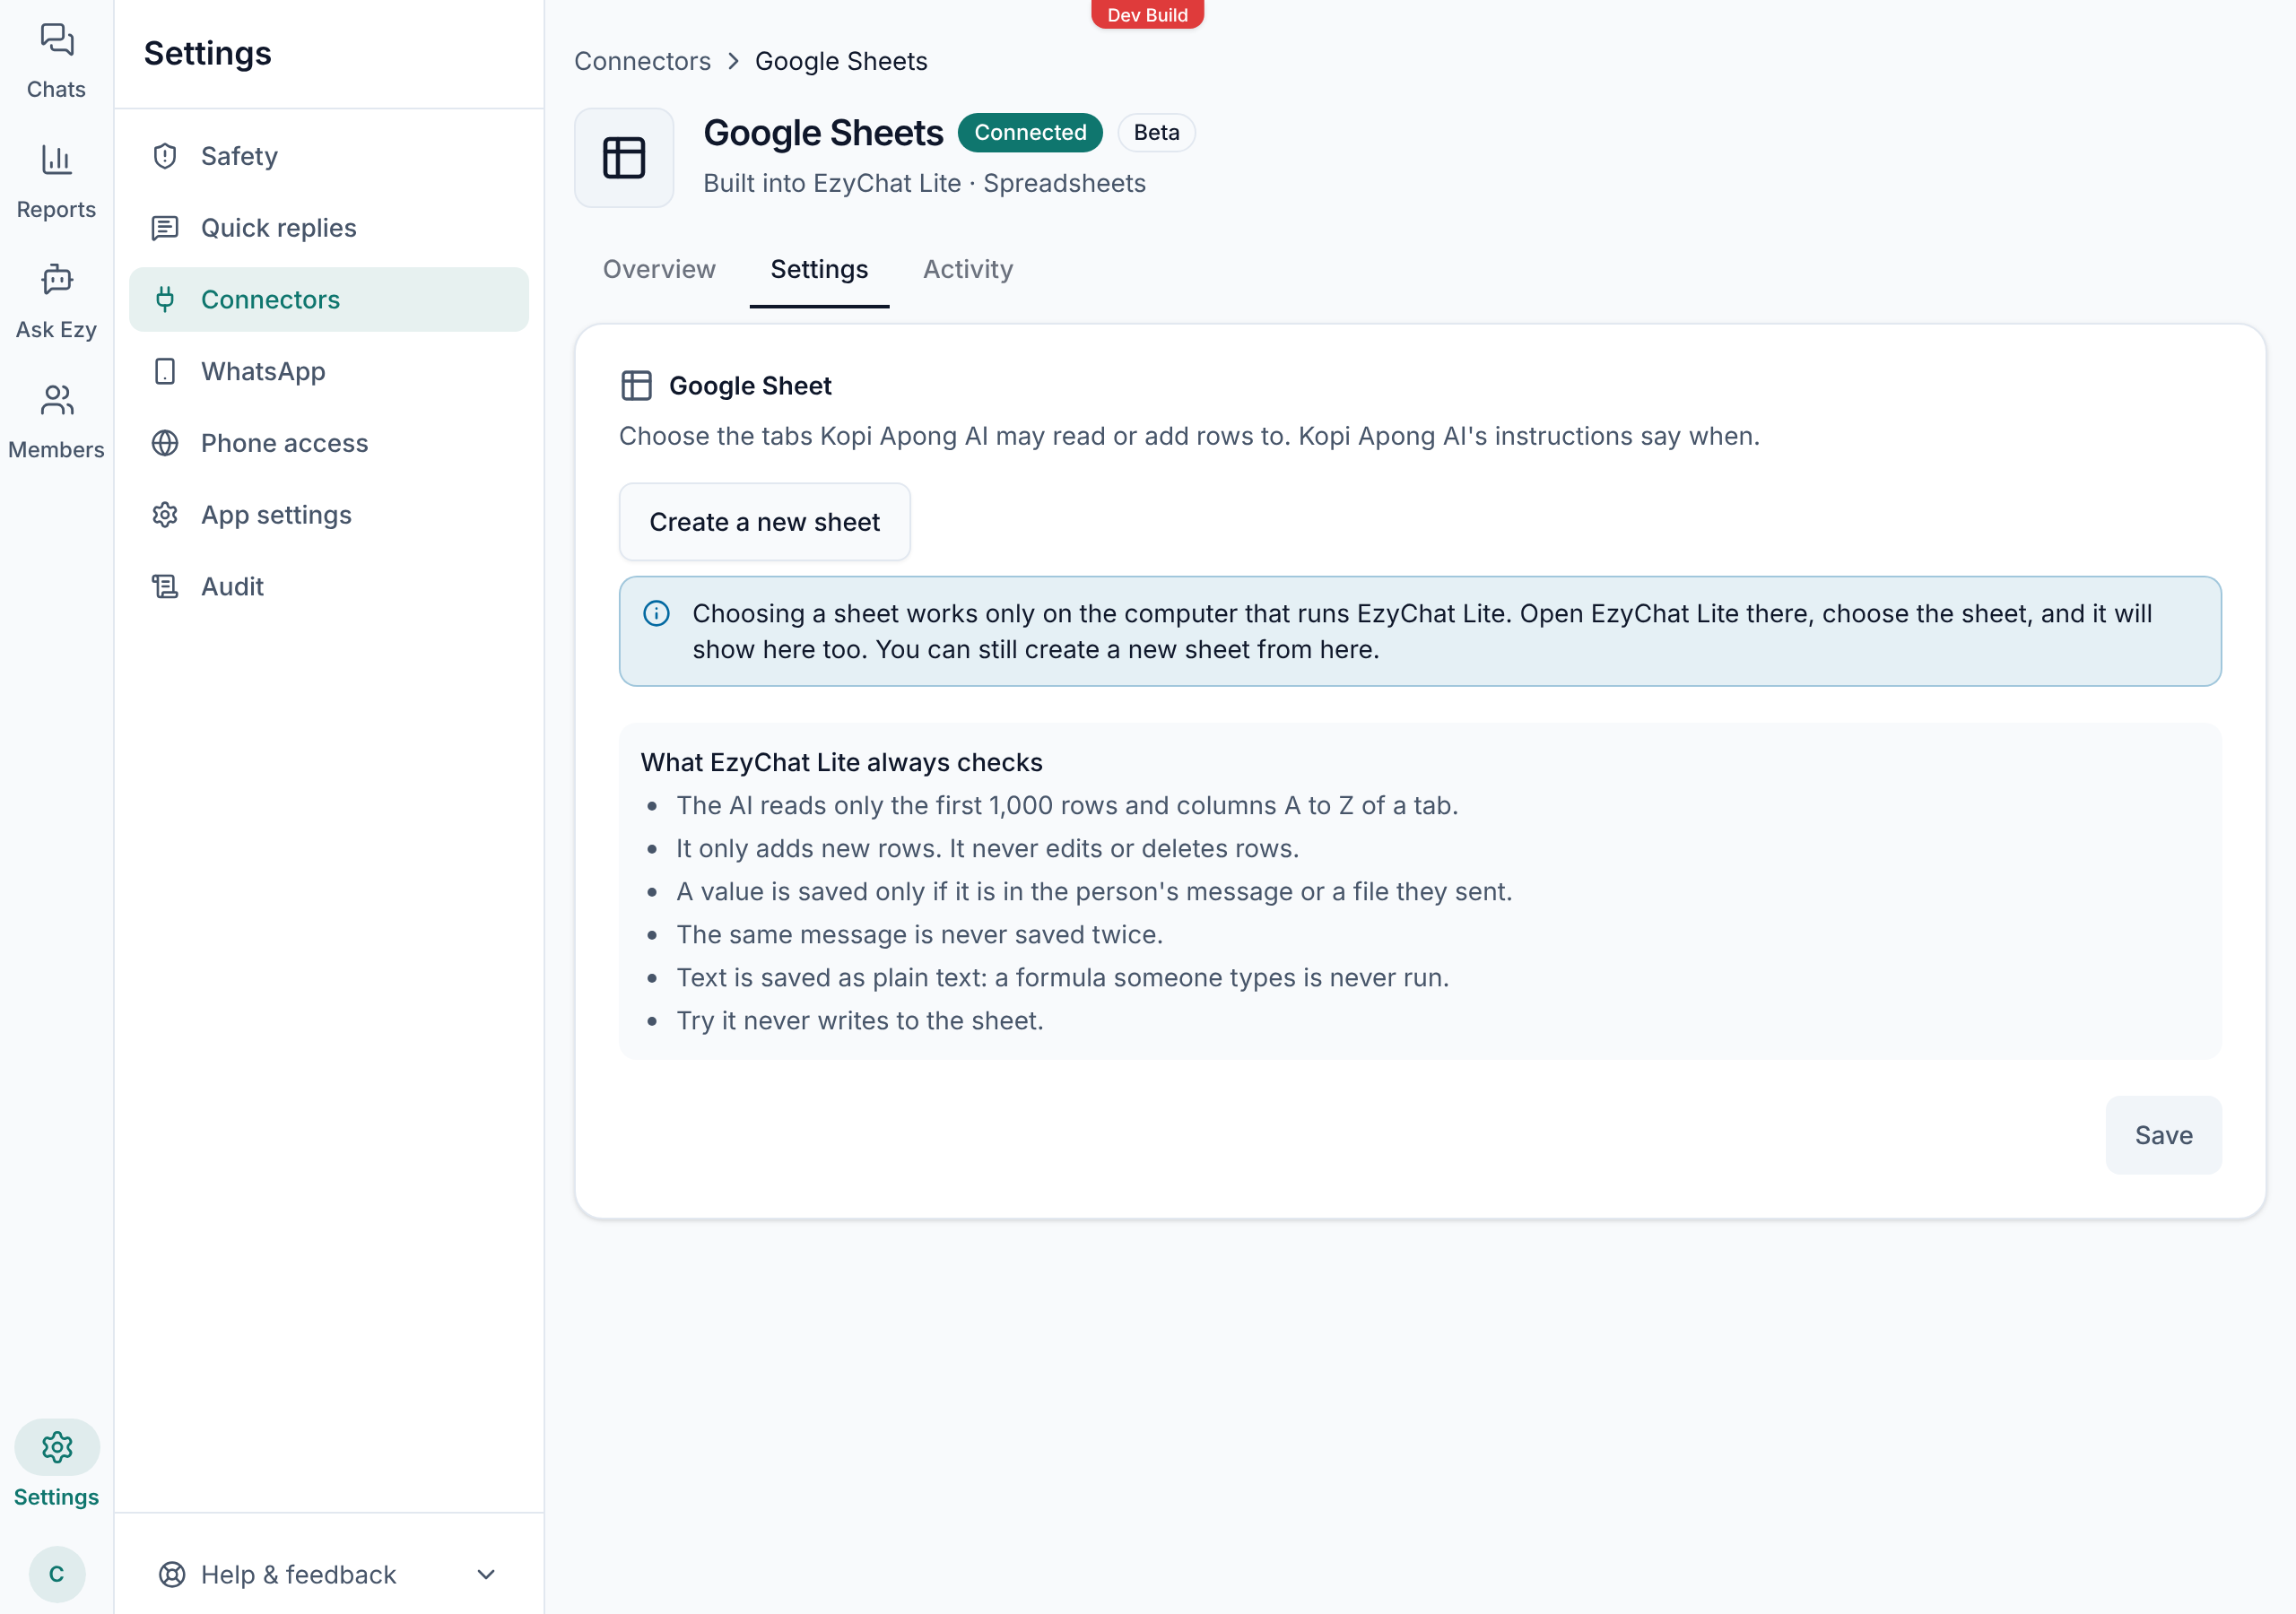 Dev Build
Chats
Reports
Ask Ezy
Members
Settings
C
Settings
Safety
Quick replies
Connectors
WhatsApp
Phone access
App settings
Audit
Help & feedback
Connectors > Google Sheets
Google Sheets Connected Beta
Built into EzyChat Lite · Spreadsheets
Overview Settings Activity
Google Sheet
Choose the tabs Kopi Apong AI may read or add rows to. Kopi Apong AI's instructions say when.
Create a new sheet
Choosing a sheet works only on the computer that runs EzyChat Lite. Open EzyChat Lite there, choose the sheet, and it will
show here too. You can still create a new sheet from here.
What EzyChat Lite always checks
• The AI reads only the first 1,000 rows and columns A to Z of a tab.
• It only adds new rows. It never edits or deletes rows.
• A value is saved only if it is in the person's message or a file they sent.
• The same message is never saved twice.
• Text is saved as plain text: a formula someone types is never run.
• Try it never writes to the sheet.
Save